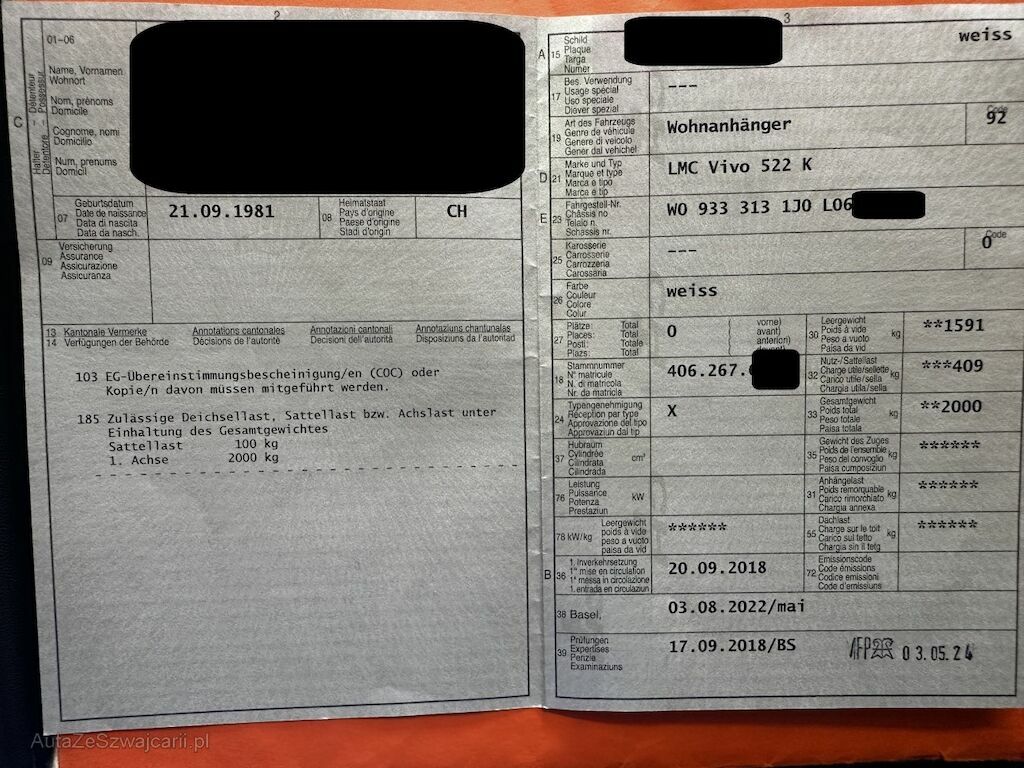 2
01-06
C
Halter – Détenteur
Detentore – Possessur
Name, Vornamen
Wohnort
Nom, prénoms
Domicile
Cognome, nomi
Domicilio
Num, prenums
Domicil
07
Geburtsdatum
Date de naissance
Data di nascita
Data da nasch.
21.09.1981
08
Heimatstaat
Pays d'origine
Paese d'origine
Stadi d'origin
CH
09
Versicherung
Assurance
Assicurazione
Assicuranza
13 Kantonale Vermerke Annotations cantonales Annotazioni cantonali Annotaziuns chantunalas
14 Verfügungen der Behörde Décisions de l'autorité Decisioni dell'autorità Disposiziuns da l'autoritad
103 EG-Übereinstimmungsbescheinigung/en (COC) oder
Kopie/n davon müssen mitgeführt werden.
185 Zulässige Deichsellast, Sattellast bzw. Achslast unter
Einhaltung des Gesamtgewichtes
Sattellast 100 kg
1. Achse 2000 kg
3
A 15
Schild
Plaque
Targa
Numer
weiss
17
Bes. Verwendung
Usage spécial
Uso speciale
Diever spezial
---
19
Art des Fahrzeugs
Genre de véhicule
Genere di veicolo
Gener dal vehichel
Wohnanhänger
Code
92
D 21
Marke und Typ
Marque et type
Marca e tipo
Marca e tip
LMC Vivo 522 K
E 23
Fahrgestell-Nr.
Châssis no
Telaio n.
Schassis nr.
W0 933 313 1J0 L06
25
Karosserie
Carrosserie
Carrozzeria
Carossaria
---
Code
0
26
Farbe
Couleur
Colore
Colur
weiss
27
Plätze: Total
Places: Total
Posti: Totale
Plazs: Total
0
( vorne)
( avant)
( anteriori)
30
Leergewicht
Poids à vide
Peso a vuoto
Paisa da vid
kg
**1591
18
Stammnummer
N° matricule
N. di matricola
Nr. da matricla
406.267.
32
Nutz-/Sattellast
Charge utile/sellette
Carico utile/sella
Chargia utila/sella
kg
***409
24
Typengenehmigung
Réception par type
Approvazione del tipo
Approvaziun dal tip
X
33
Gesamtgewicht
Poids total
Peso totale
Paisa totala
kg
**2000
37
Hubraum
Cylindrée
Cilindrata
Cilindrada
cm³
35
Gewicht des Zuges
Poids de l'ensemble
Peso del convoglio
Paisa cumposiziun
kg
******
76
Leistung
Puissance
Potenza
Prestaziun
kW
31
Anhängelast
Poids remorquable
Carico rimorchiato
Chargia annexa
kg
******
78 kW/kg
Leergewicht
poids à vide
peso a vuoto
paisa da vid
******
55
Dachlast
Charge sur le toit
Carico sul tetto
Chargia sin il tetg
kg
******
B 36
1. Inverkehrsetzung
1re mise en circulation
1a messa in circolazione
1. entrada en circulaziun
20.09.2018
72
Emissionscode
Code émissions
Codice emissioni
Code d'emissiuns
38 Basel,
03.08.2022/mai
39
Prüfungen
Expertises
Perizie
Examinaziuns
17.09.2018/BS
03.05.24
AutaZeSzwajcarii.pl